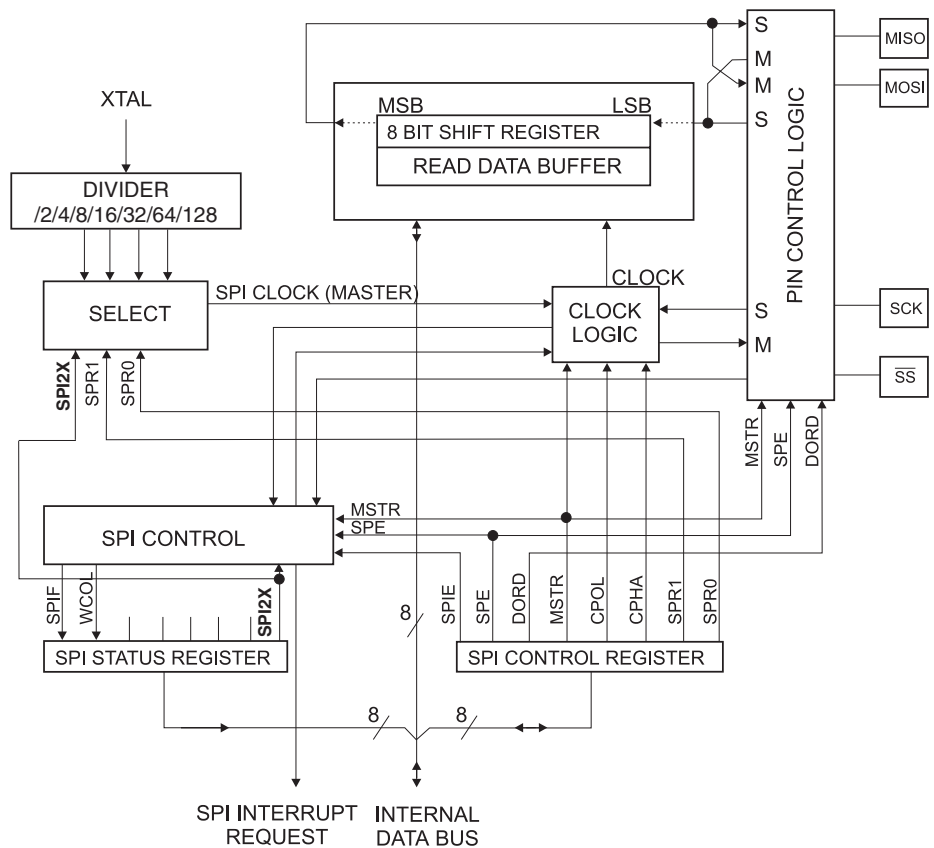 XTAL
DIVIDER
/2/4/8/16/32/64/128
SELECT
SPI CLOCK (MASTER)
SPI2X
SPR1
SPR0
MSB
LSB
8 BIT SHIFT REGISTER
READ DATA BUFFER
CLOCK
CLOCK
LOGIC
S
M
M
S
S
M
PIN CONTROL LOGIC
MISO
MOSI
SCK
SS
MSTR
SPE
DORD
MSTR
SPE
SPI CONTROL
SPIF
WCOL
SPI2X
SPI STATUS REGISTER
8
SPIE
SPE
DORD
MSTR
CPOL
CPHA
SPR1
SPR0
SPI CONTROL REGISTER
8
8
SPI INTERRUPT
REQUEST
INTERNAL
DATA BUS